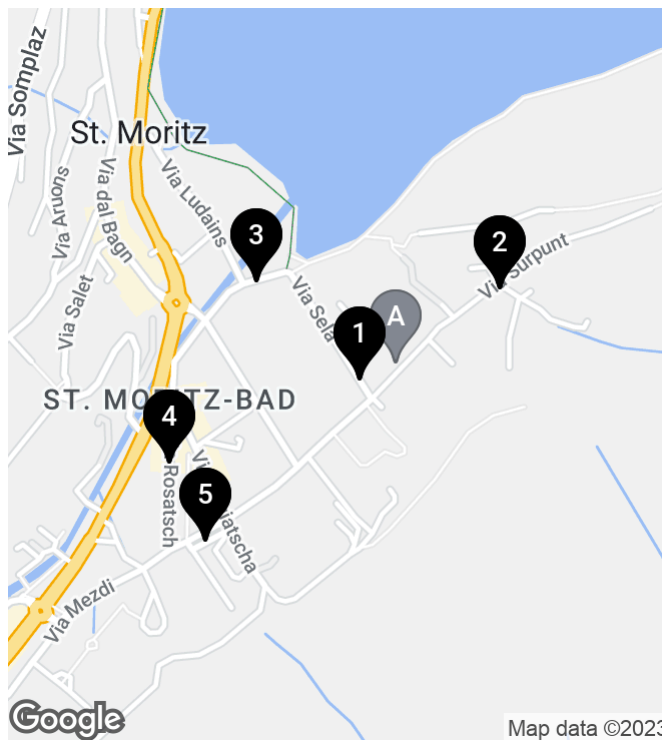 Via Somplaz
St. Moritz
Via Aruons
Via dal Bagn
Via Ludains
3
2
Via Surpunt
Via Salet
Via Sela
1
A
ST. MORITZ-BAD
4
Rosatsch
5
Via Mezdi
Google
Map data ©2023